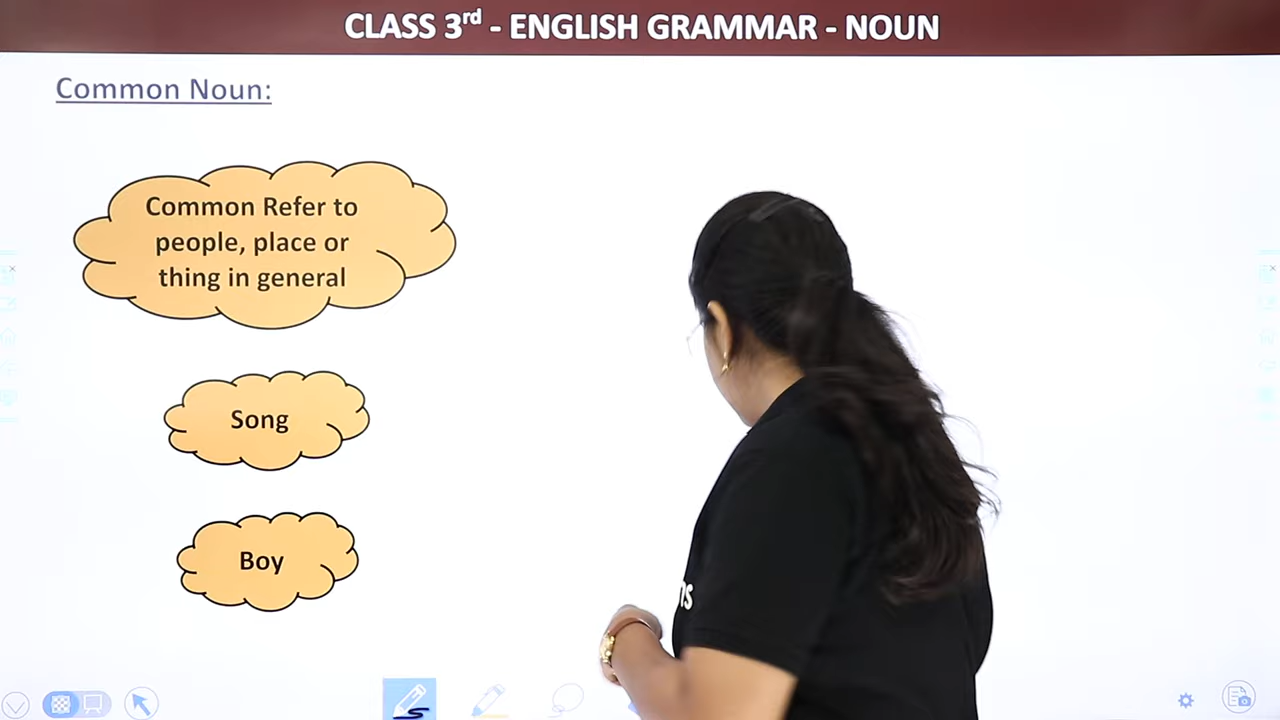 CLASS 3rd - ENGLISH GRAMMAR - NOUN
Common Noun:
Common Refer to
people, place or
thing in general
Song
Boy